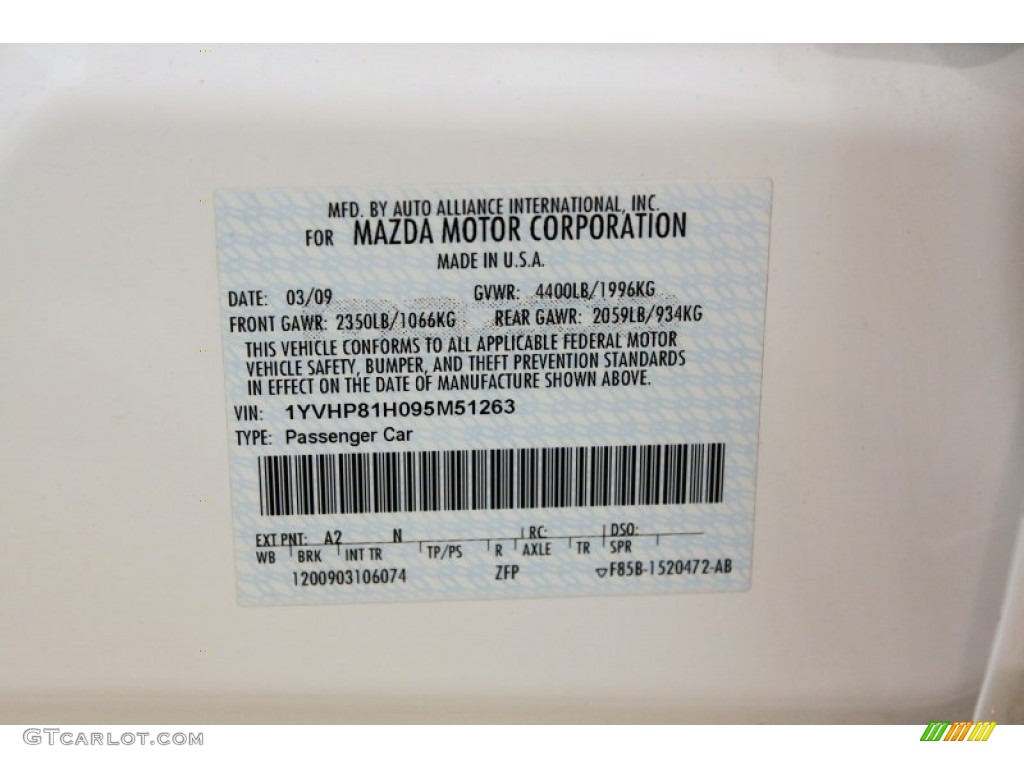 MFD. BY AUTO ALLIANCE INTERNATIONAL, INC.
FOR MAZDA MOTOR CORPORATION
MADE IN U.S.A.
DATE: 03/09 GVWR: 4400LB/1996KG
FRONT GAWR: 2350LB/1066KG REAR GAWR: 2059LB/934KG
THIS VEHICLE CONFORMS TO ALL APPLICABLE FEDERAL MOTOR
VEHICLE SAFETY, BUMPER, AND THEFT PREVENTION STANDARDS
IN EFFECT ON THE DATE OF MANUFACTURE SHOWN ABOVE.
VIN: 1YVHP81H095M51263
TYPE: Passenger Car
EXT PNT: A2 N RC: DSO:
WB BRK INT TR TP/PS R AXLE TR SPR
1200903106074 ZFP ▽F85B-1520472-AB
GTCARLOT.COM